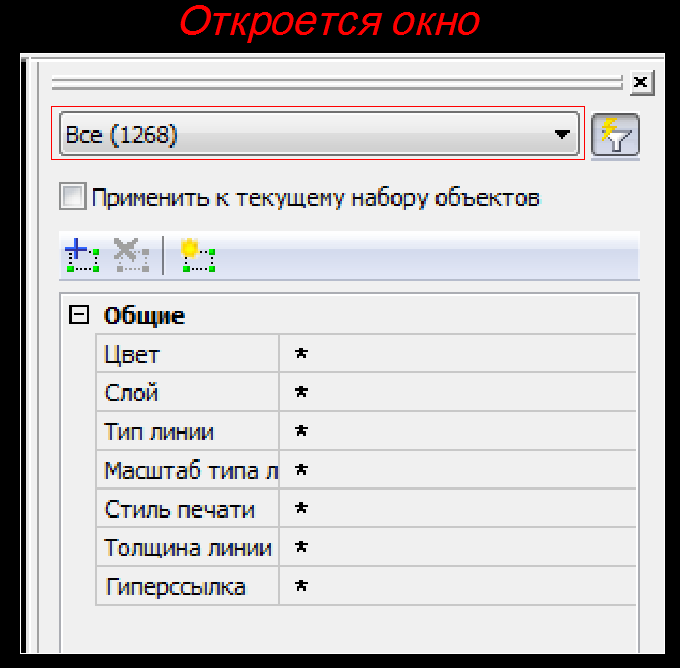 Откроется окно
Все (1268)
Применить к текущему набору объектов
Общие
Цвет *
Слой *
Тип линии *
Масштаб типа л *
Стиль печати *
Толщина линии *
Гиперссылка *